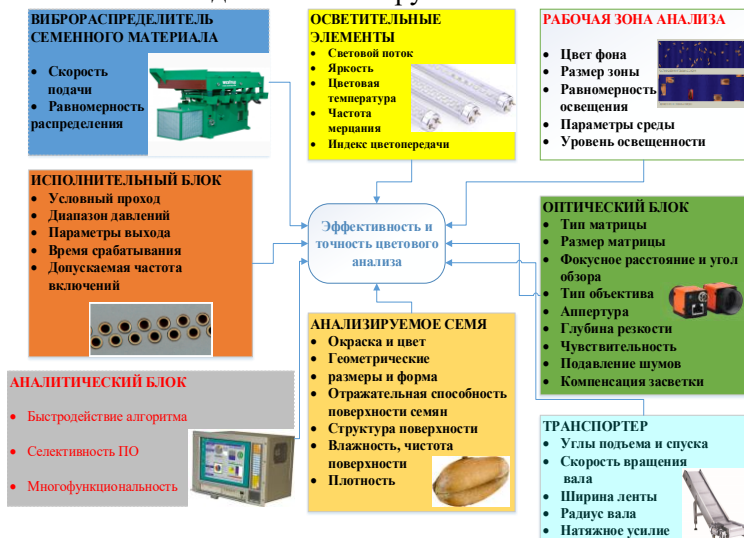 ВИБРОРАСПРЕДЕЛИТЕЛЬ
СЕМЕННОГО МАТЕРИАЛА
• Скорость
подачи
• Равномерность
распределения
ОСВЕТИТЕЛЬНЫЕ
ЭЛЕМЕНТЫ
• Световой поток
• Яркость
• Цветовая
температура
• Частота
мерцания
• Индекс цветопередачи
РАБОЧАЯ ЗОНА АНАЛИЗА
• Цвет фона
• Размер зоны
• Равномерность
освещения
• Параметры среды
• Уровень освещенности
ИСПОЛНИТЕЛЬНЫЙ БЛОК
• Условный проход
• Диапазон давлений
• Параметры выхода
• Время срабатывания
• Допускаемая частота
включений
Эффективность и
точность цветового
анализа
ОПТИЧЕСКИЙ БЛОК
• Тип матрицы
• Размер матрицы
• Фокусное расстояние и угол
обзора
• Тип объектива
• Аппертура
• Глубина резкости
• Чувствительность
• Подавление шумов
• Компенсация засветки
АНАЛИТИЧЕСКИЙ БЛОК
• Быстродействие алгоритма
• Селективность ПО
• Многофункциональность
АНАЛИЗИРУЕМОЕ СЕМЯ
• Окраска и цвет
• Геометрические
• размеры и форма
• Отражательная способность
поверхности семян
• Структура поверхности
• Влажность, чистота
поверхности
• Плотность
ТРАНСПОРТЕР
• Углы подъема и спуска
• Скорость вращения
вала
• Ширина ленты
• Радиус вала
• Натяжное усилие